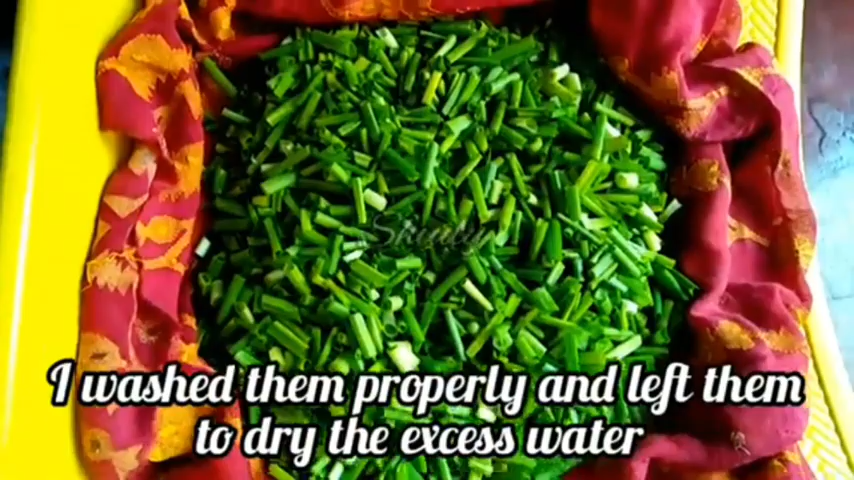 I washed them properly and left them
to dry the excess water